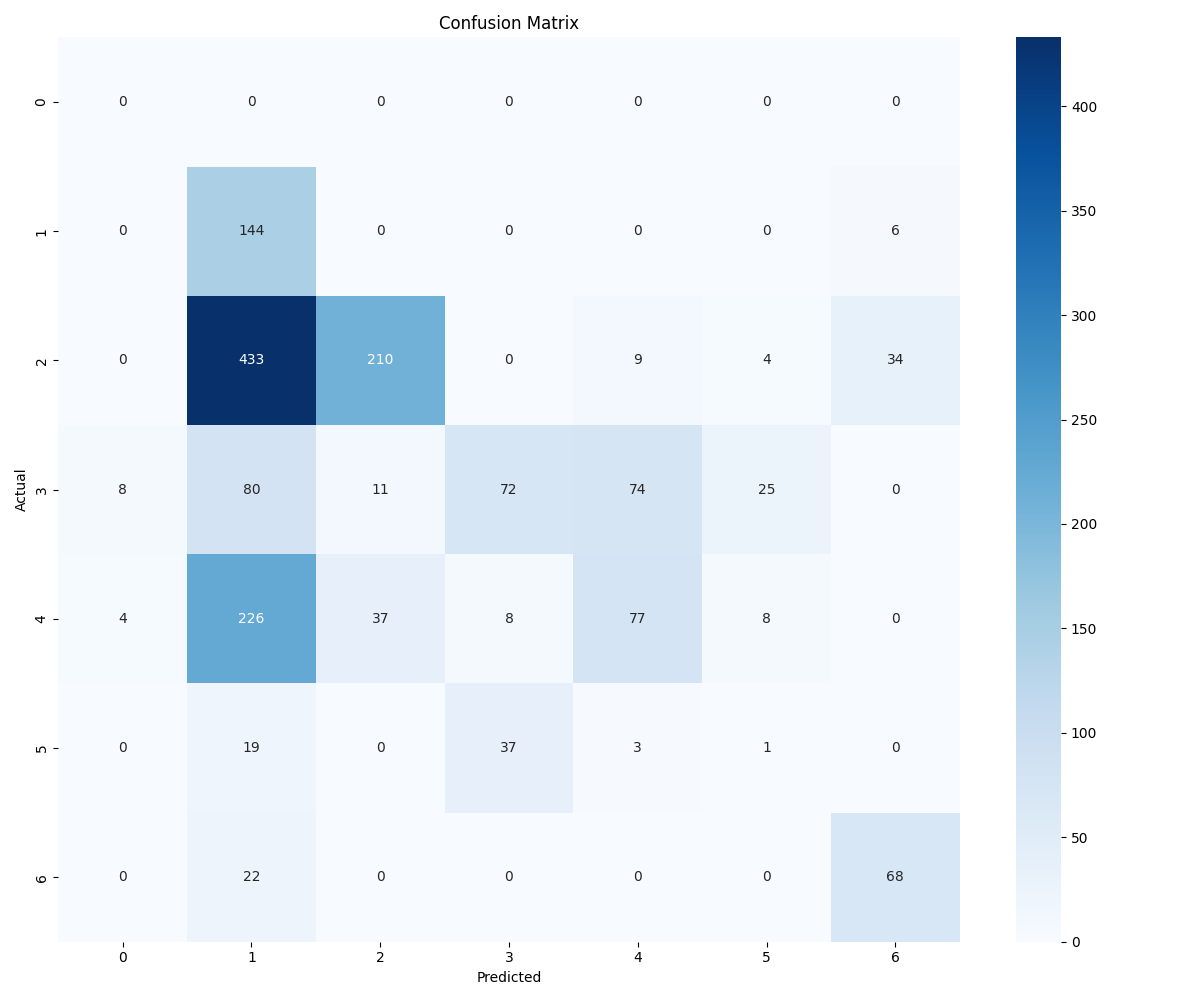 Confusion Matrix
0 0 0 0 0 0 0 0
1 0 144 0 0 0 0 6
2 0 433 210 0 9 4 34
3 8 80 11 72 74 25 0
4 4 226 37 8 77 8 0
5 0 19 0 37 3 1 0
6 0 22 0 0 0 0 68
0 1 2 3 4 5 6
Predicted
Actual
400
350
300
250
200
150
100
50
0